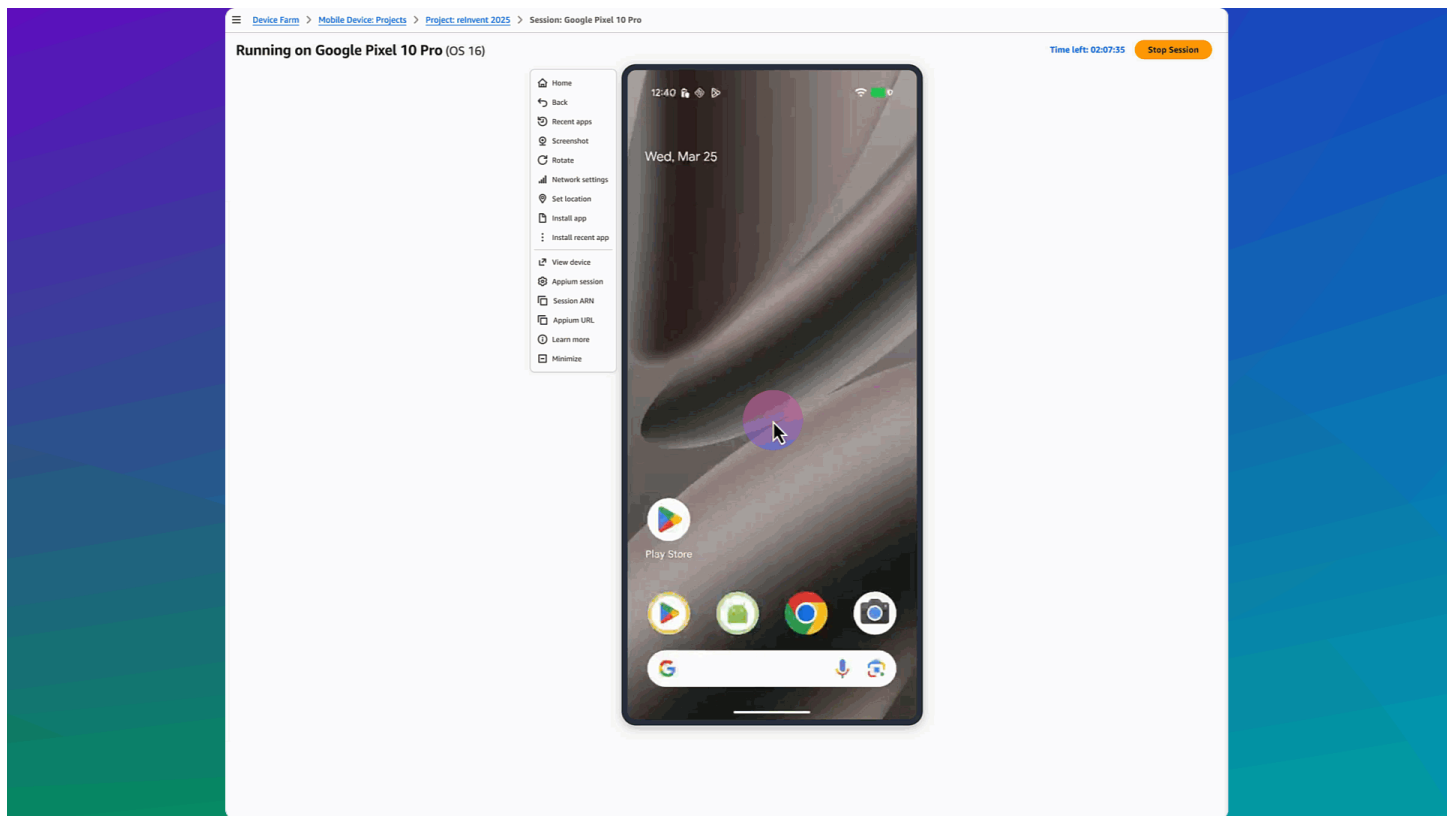 Device Farm > Mobile Device: Projects > Project: reInvent 2025 > Session: Google Pixel 10 Pro
Running on Google Pixel 10 Pro (OS 16)
Time left: 02:07:35
Stop Session
Home
Back
Recent apps
Screenshot
Rotate
Network settings
Set location
Install app
Install recent app
View device
Appium session
Session ARN
Appium URL
Learn more
Minimize
12:40
Wed, Mar 25
Play Store